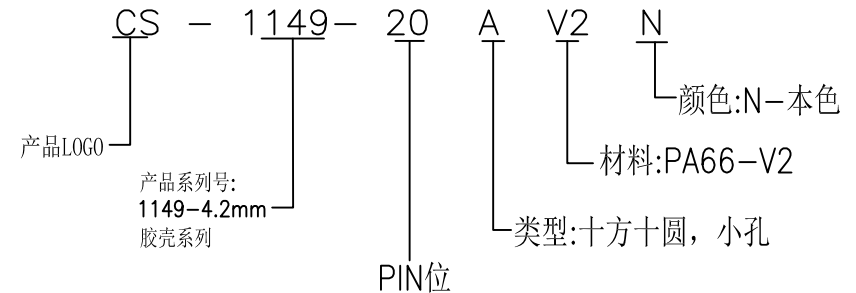 CS - 1149- 20 A V2 N
颜色:N-本色
产品LOGO
材料:PA66-V2
产品系列号:
1149-4.2mm
胶壳系列
类型:十方十圆，小孔
PIN位